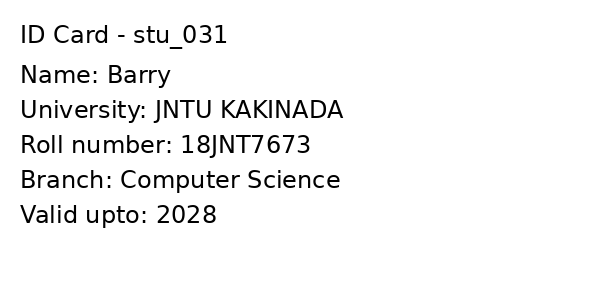 ID Card - stu_031
Name: Barry
University: JNTU KAKINADA
Roll number: 18JNT7673
Branch: Computer Science
Valid upto: 2028